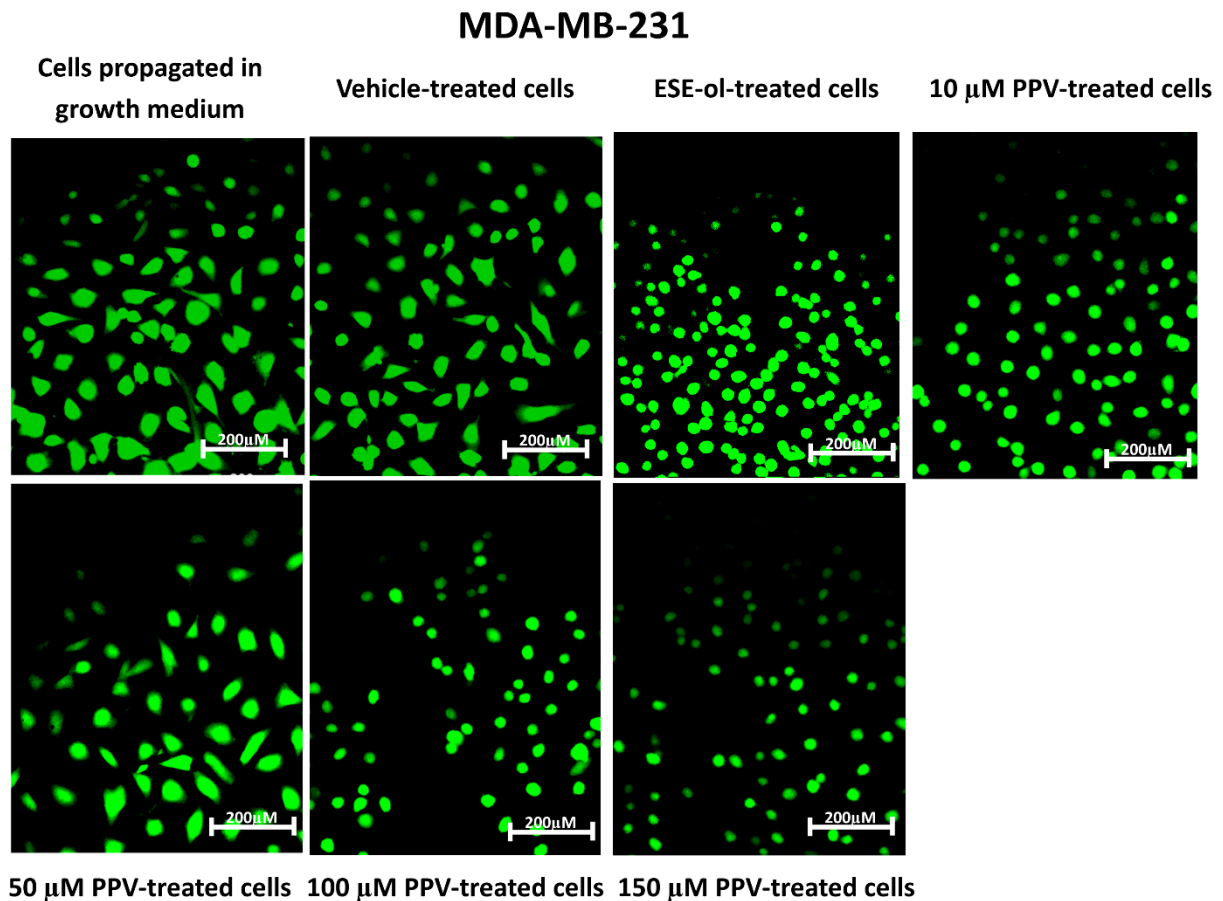 MDA-MB-231
Cells propagated in
growth medium
Vehicle-treated cells
ESE-ol-treated cells
10 μM PPV-treated cells
200μM
200μM
200μM
200μM
200μM
200μM
200μM
50 μM PPV-treated cells
100 μM PPV-treated cells
150 μM PPV-treated cells